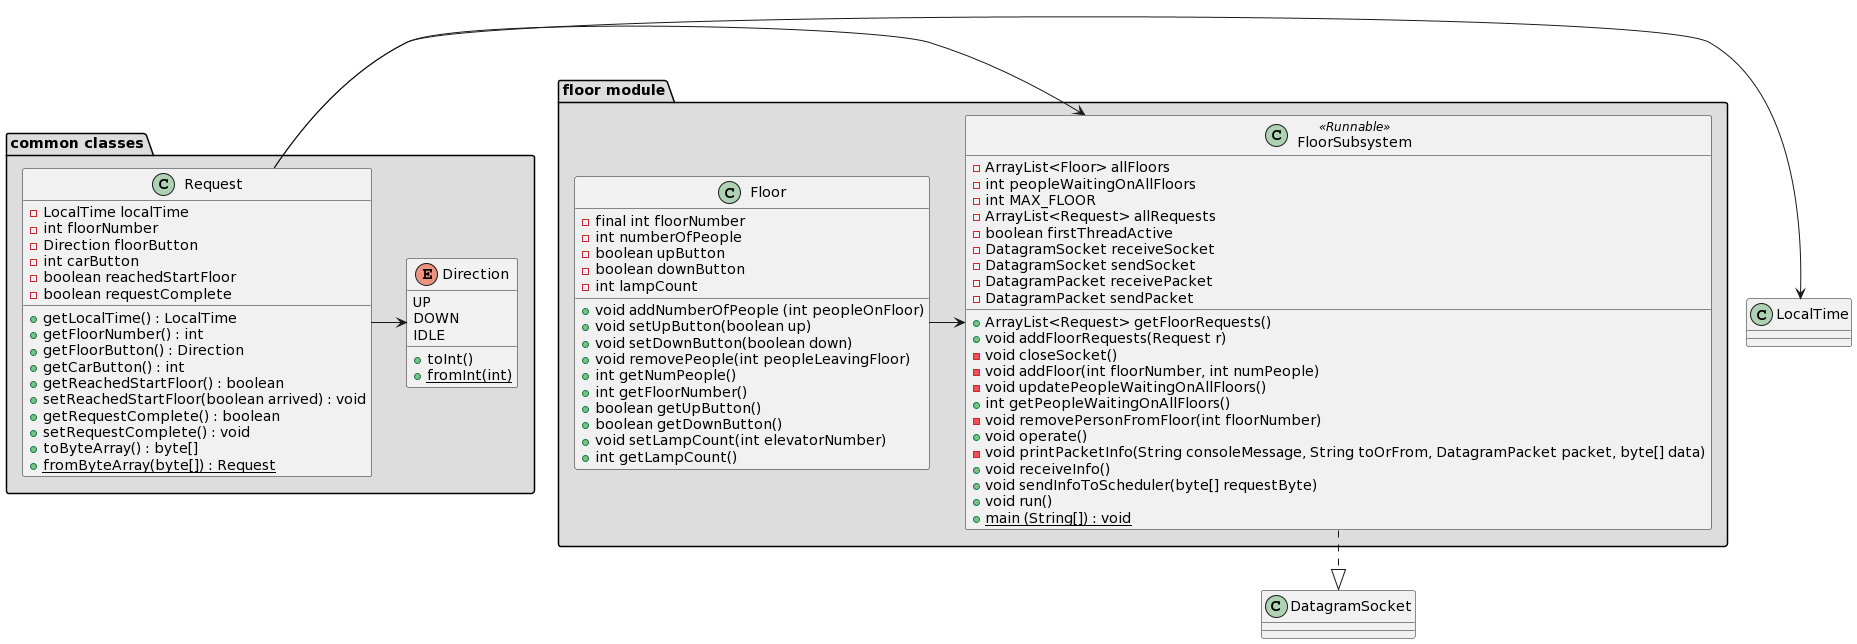 common classes
C Request
LocalTime localTime
int floorNumber
Direction floorButton
int carButton
boolean reachedStartFloor
boolean requestComplete
getLocalTime() : LocalTime
getFloorNumber() : int
getFloorButton() : Direction
getCarButton() : int
getReachedStartFloor() : boolean
setReachedStartFloor(boolean arrived) : void
getRequestComplete() : boolean
setRequestComplete() : void
toByteArray() : byte[]
fromByteArray(byte[]) : Request
E Direction
UP
DOWN
IDLE
toInt()
fromInt(int)
floor module
C Floor
final int floorNumber
int numberOfPeople
boolean upButton
boolean downButton
int lampCount
void addNumberOfPeople (int peopleOnFloor)
void setUpButton(boolean up)
void setDownButton(boolean down)
void removePeople(int peopleLeavingFloor)
int getNumPeople()
int getFloorNumber()
boolean getUpButton()
boolean getDownButton()
void setLampCount(int elevatorNumber)
int getLampCount()
«Runnable»
C FloorSubsystem
ArrayList<Floor> allFloors
int peopleWaitingOnAllFloors
int MAX_FLOOR
ArrayList<Request> allRequests
boolean firstThreadActive
DatagramSocket receiveSocket
DatagramSocket sendSocket
DatagramPacket receivePacket
DatagramPacket sendPacket
ArrayList<Request> getFloorRequests()
void addFloorRequests(Request r)
void closeSocket()
void addFloor(int floorNumber, int numPeople)
void updatePeopleWaitingOnAllFloors()
int getPeopleWaitingOnAllFloors()
void removePersonFromFloor(int floorNumber)
void operate()
void printPacketInfo(String consoleMessage, String toOrFrom, DatagramPacket packet, byte[] data)
void receiveInfo()
void sendInfoToScheduler(byte[] requestByte)
void run()
main (String[]) : void
C LocalTime
C DatagramSocket